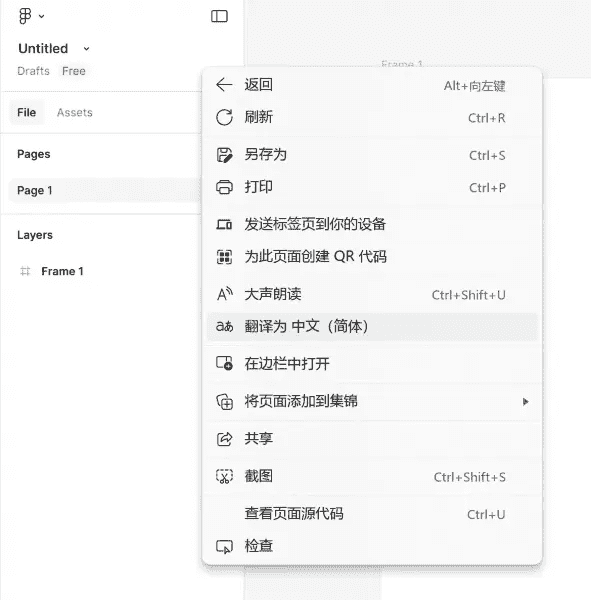 Untitled
Drafts Free
Frame 1
File Assets
Pages
Page 1
Layers
Frame 1
返回 Alt+向左键
刷新 Ctrl+R
另存为 Ctrl+S
打印 Ctrl+P
发送标签页到你的设备
为此页面创建 QR 代码
大声朗读 Ctrl+Shift+U
翻译为 中文（简体）
在边栏中打开
将页面添加到集锦
共享
截图 Ctrl+Shift+S
查看页面源代码 Ctrl+U
检查